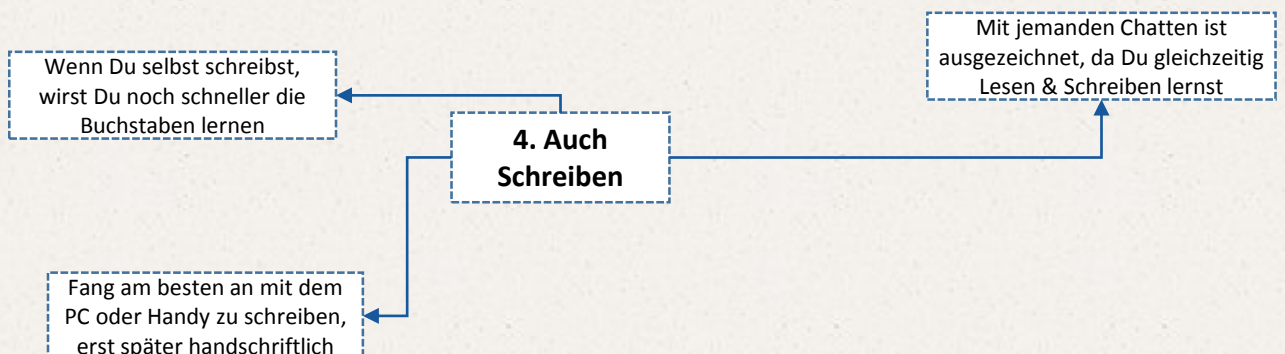 Wenn Du selbst schreibst,
wirst Du noch schneller die
Buchstaben lernen
4. Auch
Schreiben
Mit jemanden Chatten ist
ausgezeichnet, da Du gleichzeitig
Lesen & Schreiben lernst
Fang am besten an mit dem
PC oder Handy zu schreiben,
erst später handschriftlich